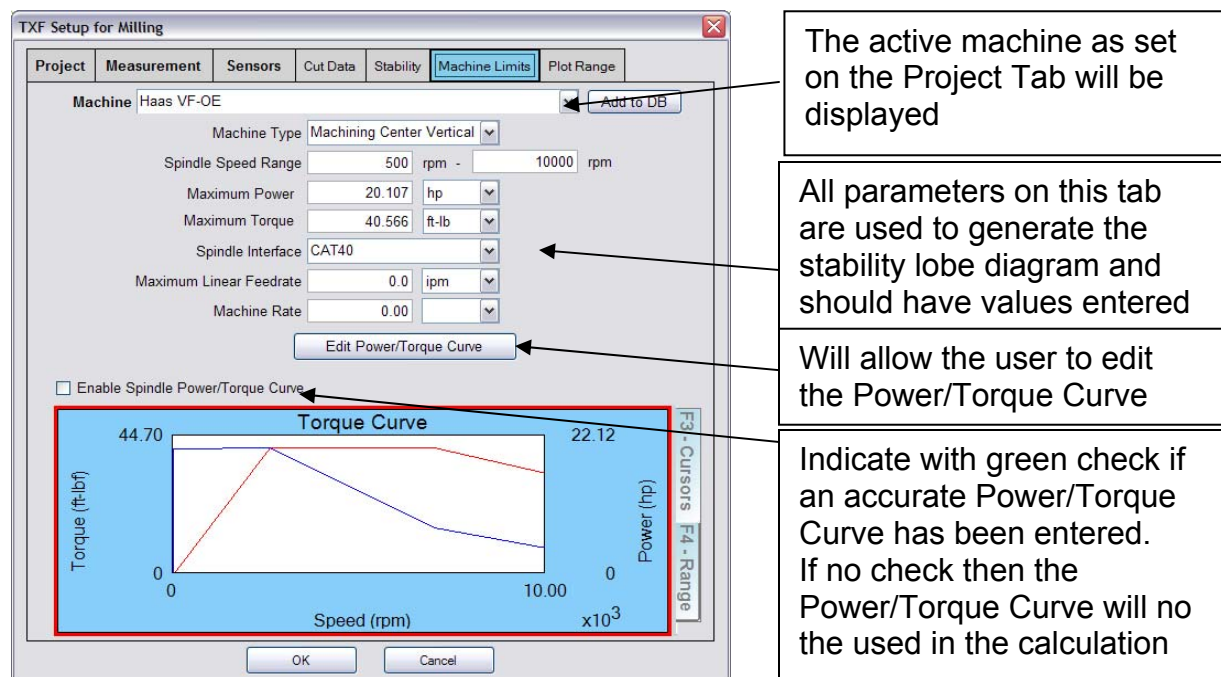 TXF Setup for Milling
Project Measurement Sensors Cut Data Stability Machine Limits Plot Range
Machine Haas VF-OE Add to DB
Machine Type Machining Center Vertical
Spindle Speed Range 500 rpm - 10000 rpm
Maximum Power 20.107 hp
Maximum Torque 40.566 ft-lb
Spindle Interface CAT40
Maximum Linear Feedrate 0.0 ipm
Machine Rate 0.00
Edit Power/Torque Curve
Enable Spindle Power/Torque Curve
Torque Curve
44.70 22.12
Torque (ft-lbf)
Power (hp)
0 0
0 10.00
Speed (rpm) x10^3
F3 - Cursors F4 - Range
OK Cancel
The active machine as set
on the Project Tab will be
displayed
All parameters on this tab
are used to generate the
stability lobe diagram and
should have values entered
Will allow the user to edit
the Power/Torque Curve
Indicate with green check if
an accurate Power/Torque
Curve has been entered.
If no check then the
Power/Torque Curve will no
the used in the calculation